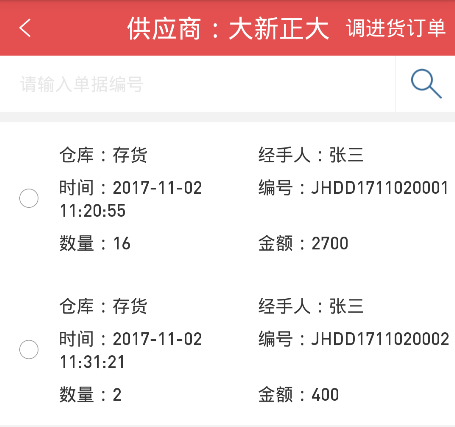 供应商：大新正大 调进货订单
请输入单据编号
仓库：存货 经手人：张三
时间：2017-11-02 编号：JHDD1711020001
11:20:55
数量：16 金额：2700
仓库：存货 经手人：张三
时间：2017-11-02 编号：JHDD1711020002
11:31:21
数量：2 金额：400